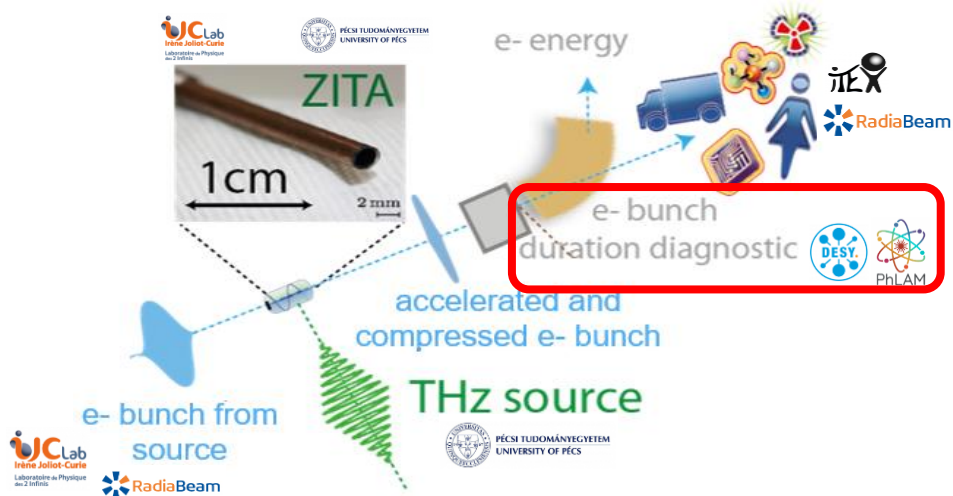 IJCLab
Irène Joliot-Curie
Laboratoire de Physique
des 2 Infinis
PÉCSI TUDOMÁNYEGYETEM
UNIVERSITY OF PÉCS
e- energy
ZITA
1cm
2 mm
iTEX
RadiaBeam
e- bunch
duration diagnostic
DESY.
PhLAM
accelerated and
compressed e- bunch
THz source
PÉCSI TUDOMÁNYEGYETEM
UNIVERSITY OF PÉCS
e- bunch from
source
IJCLab
Irène Joliot-Curie
Laboratoire de Physique
des 2 Infinis
RadiaBeam